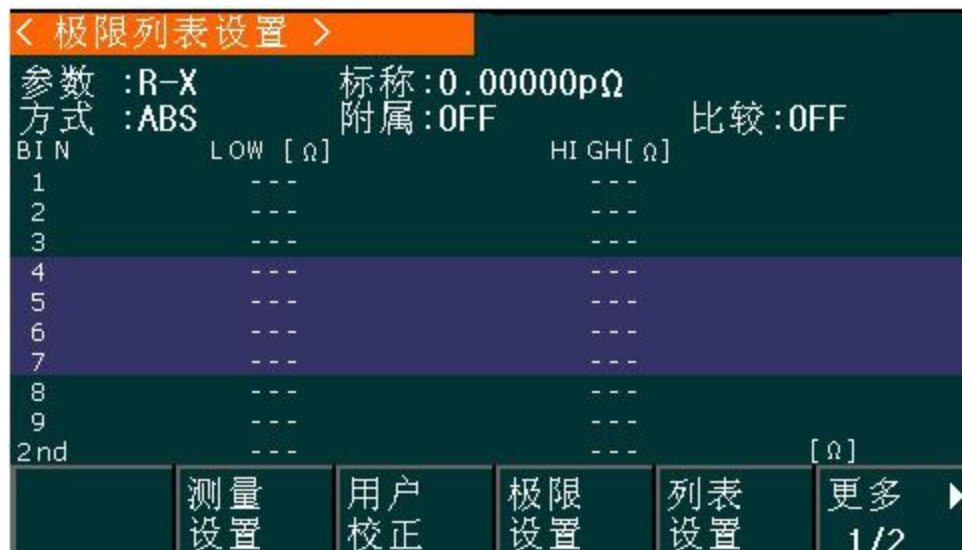 < 极限列表设置 >
参数 :R-X 标称:0.00000pΩ
方式 :ABS 附属:OFF 比较:OFF
BIN LOW [Ω] HIGH[Ω]
1 --- ---
2 --- ---
3 --- ---
4 --- ---
5 --- ---
6 --- ---
7 --- ---
8 --- ---
9 --- ---
2nd --- --- [Ω]
测量 用户 极限 列表 更多 ▶
设置 校正 设置 设置 1/2